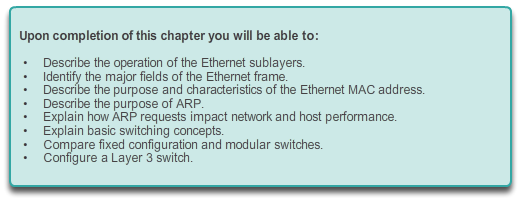 Upon completion of this chapter you will be able to:
• Describe the operation of the Ethernet sublayers.
• Identify the major fields of the Ethernet frame.
• Describe the purpose and characteristics of the Ethernet MAC address.
• Describe the purpose of ARP.
• Explain how ARP requests impact network and host performance.
• Explain basic switching concepts.
• Compare fixed configuration and modular switches.
• Configure a Layer 3 switch.